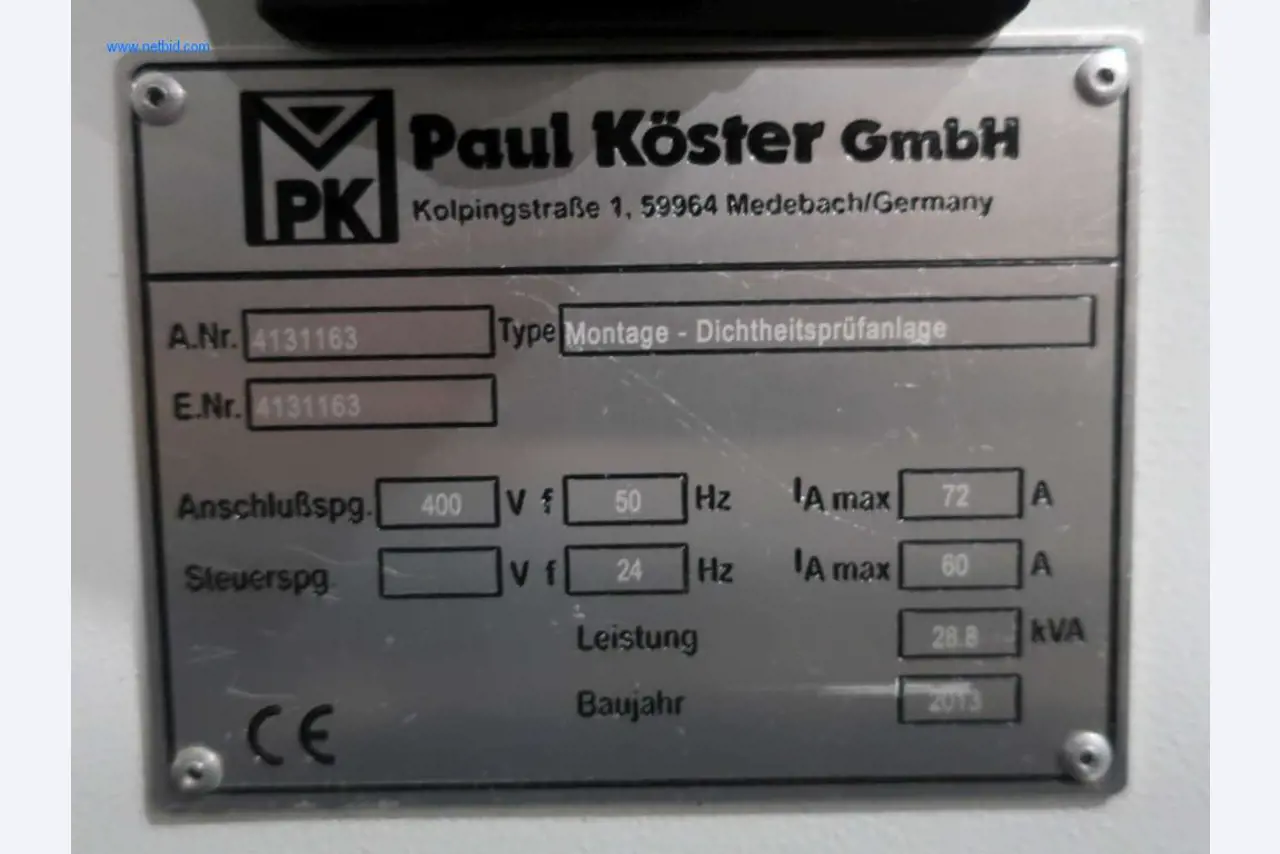 www.netbid.com
PK
Paul Köster GmbH
Kolpingstraße 1, 59964 Medebach/Germany
A.Nr. 4131163 Type Montage - Dichtheitsprüfanlage
E.Nr. 4131163
Anschlußspg. 400 V f 50 Hz IA max 72 A
Steuerspg V f 24 Hz IA max 60 A
Leistung 28.8 kVA
Baujahr 2013
CE